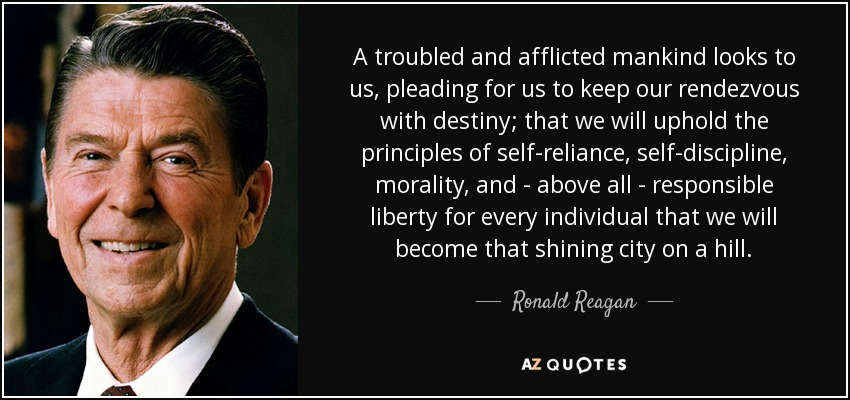 A troubled and afflicted mankind looks to
us, pleading for us to keep our rendezvous
with destiny; that we will uphold the
principles of self-reliance, self-discipline,
morality, and - above all - responsible
liberty for every individual that we will
become that shining city on a hill.
Ronald Reagan
AZ QUOTES